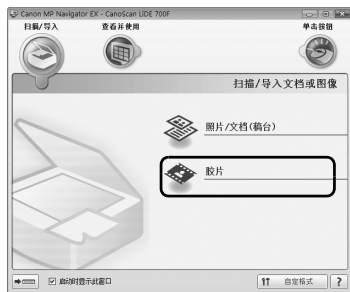 Canon MP Navigator EX - CanoScan LiDE 700F
扫描/导入 查看并使用 单击按钮
扫描/导入文档或图像
照片/文档(稿台)
胶片
启动时显示此窗口 自定格式 ?